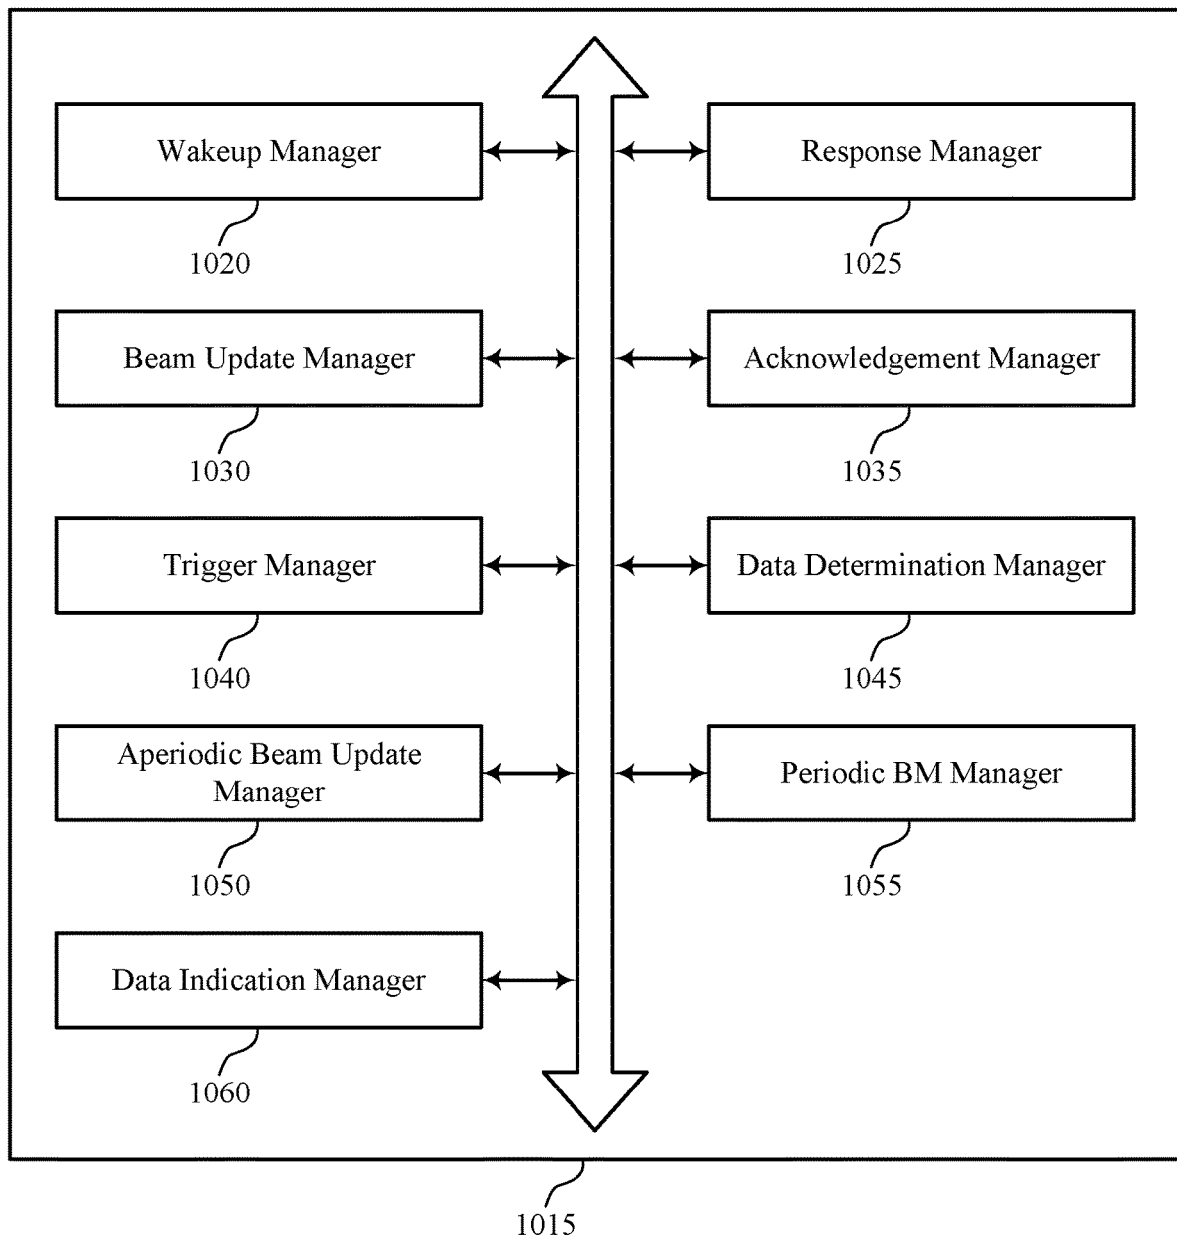 Wakeup Manager
Response Manager
1020
1025
Beam Update Manager
Acknowledgement Manager
1030
1035
Trigger Manager
Data Determination Manager
1040
1045
Aperiodic Beam Update
Manager
Periodic BM Manager
1050
1055
Data Indication Manager
1060
1015